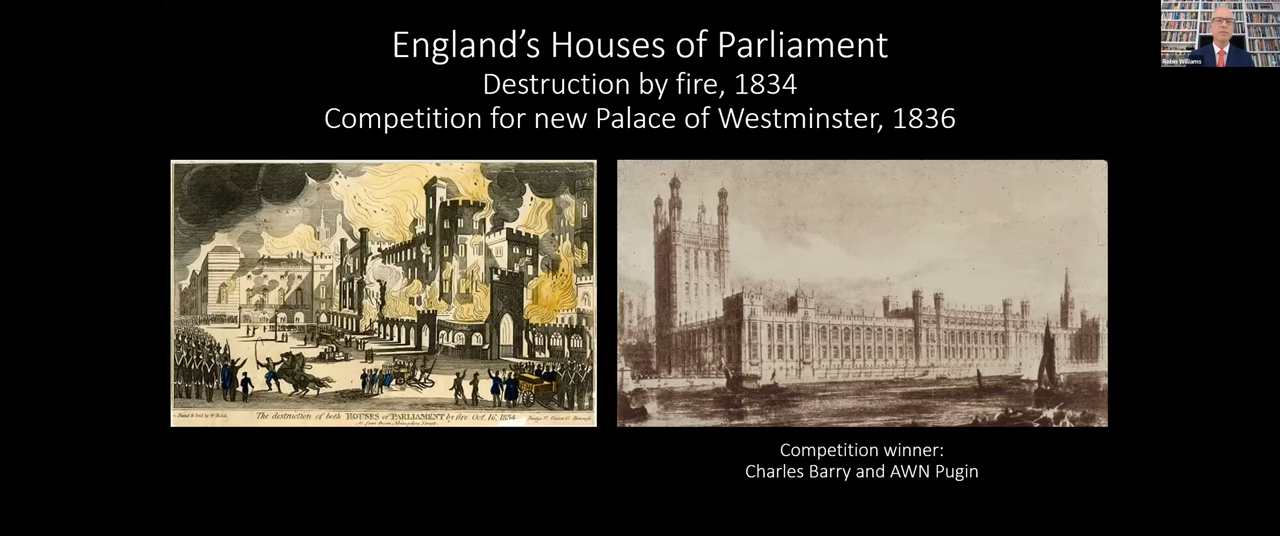 England's Houses of Parliament
Destruction by fire, 1834
Competition for new Palace of Westminster, 1836
Robin Williams
The destruction of both HOUSES of PARLIAMENT by fire Oct. 16, 1834
Competition winner:
Charles Barry and AWN Pugin